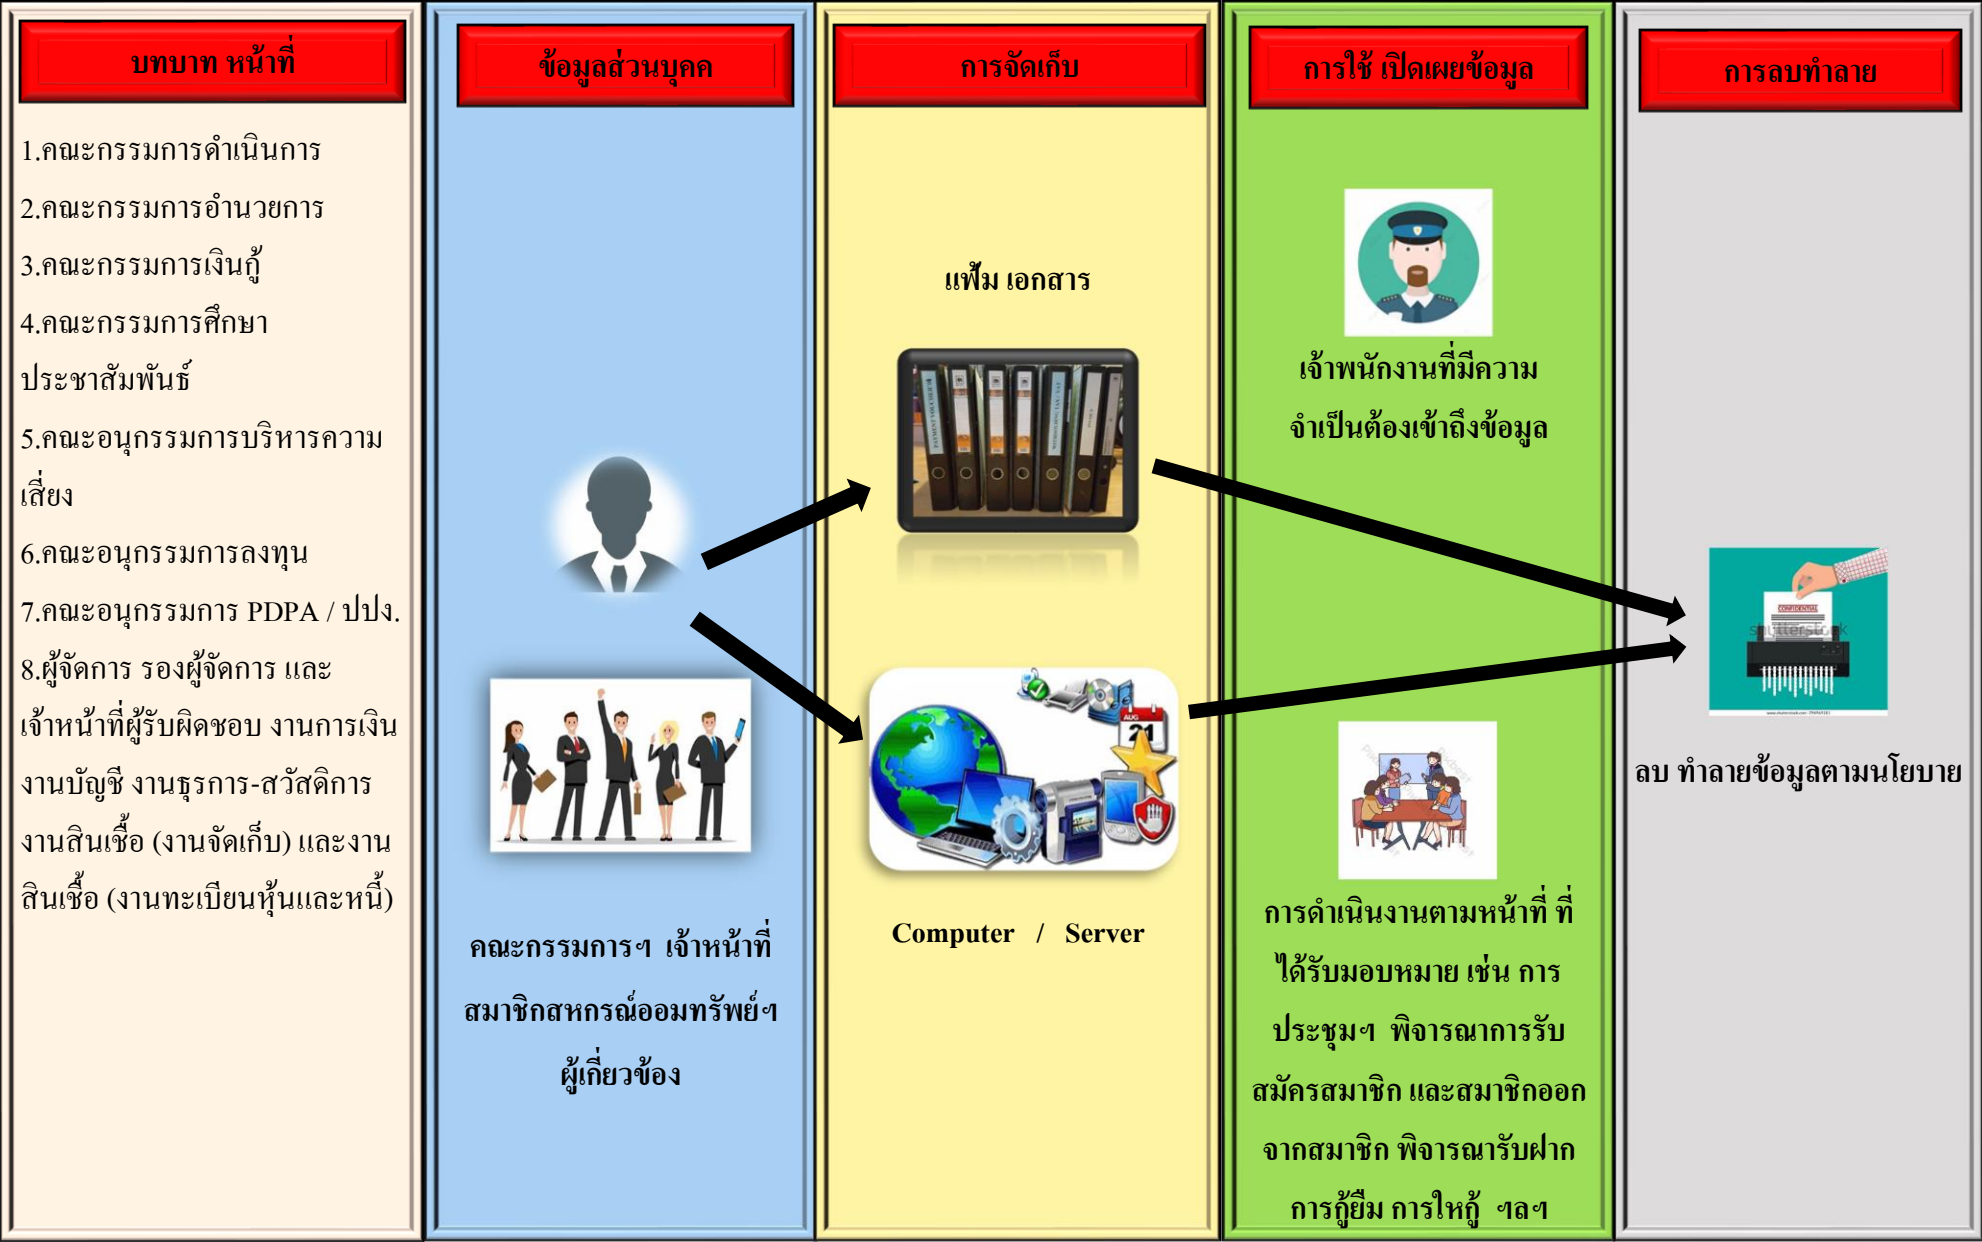 บทบาท หน้าที่
1.คณะกรรมการดำเนินการ
2.คณะกรรมการอำนวยการ
3.คณะกรรมการเงินกู้
4.คณะกรรมการศึกษา
ประชาสัมพันธ์
5.คณะอนุกรรมการบริหารความ
เสี่ยง
6.คณะอนุกรรมการลงทุน
7.คณะอนุกรรมการ PDPA / ปปง.
8.ผู้จัดการ รองผู้จัดการ และ
เจ้าหน้าที่ผู้รับผิดชอบ งานการเงิน
งานบัญชี งานธุรการ-สวัสดิการ
งานสินเชื้อ (งานจัดเก็บ) และงาน
สินเชื้อ (งานทะเบียนหุ้นและหนี้)
ข้อมูลส่วนบุคค
คณะกรรมการฯ เจ้าหน้าที่
สมาชิกสหกรณ์ออมทรัพย์ฯ
ผู้เกี่ยวข้อง
การจัดเก็บ
แฟ้ม เอกสาร
AUG
21
Computer / Server
การใช้ เปิดเผยข้อมูล
เจ้าพนักงานที่มีความ
จำเป็นต้องเข้าถึงข้อมูล
การดำเนินงานตามหน้าที่ ที่
ได้รับมอบหมาย เช่น การ
ประชุมฯ พิจารณาการรับ
สมัครสมาชิก และสมาชิกออก
จากสมาชิก พิจารณารับฝาก
การกู้ยืม การใหกู้ ฯลฯ
การลบทำลาย
CONFIDENTIAL
shutterstock
ลบ ทำลายข้อมูลตามนโยบาย